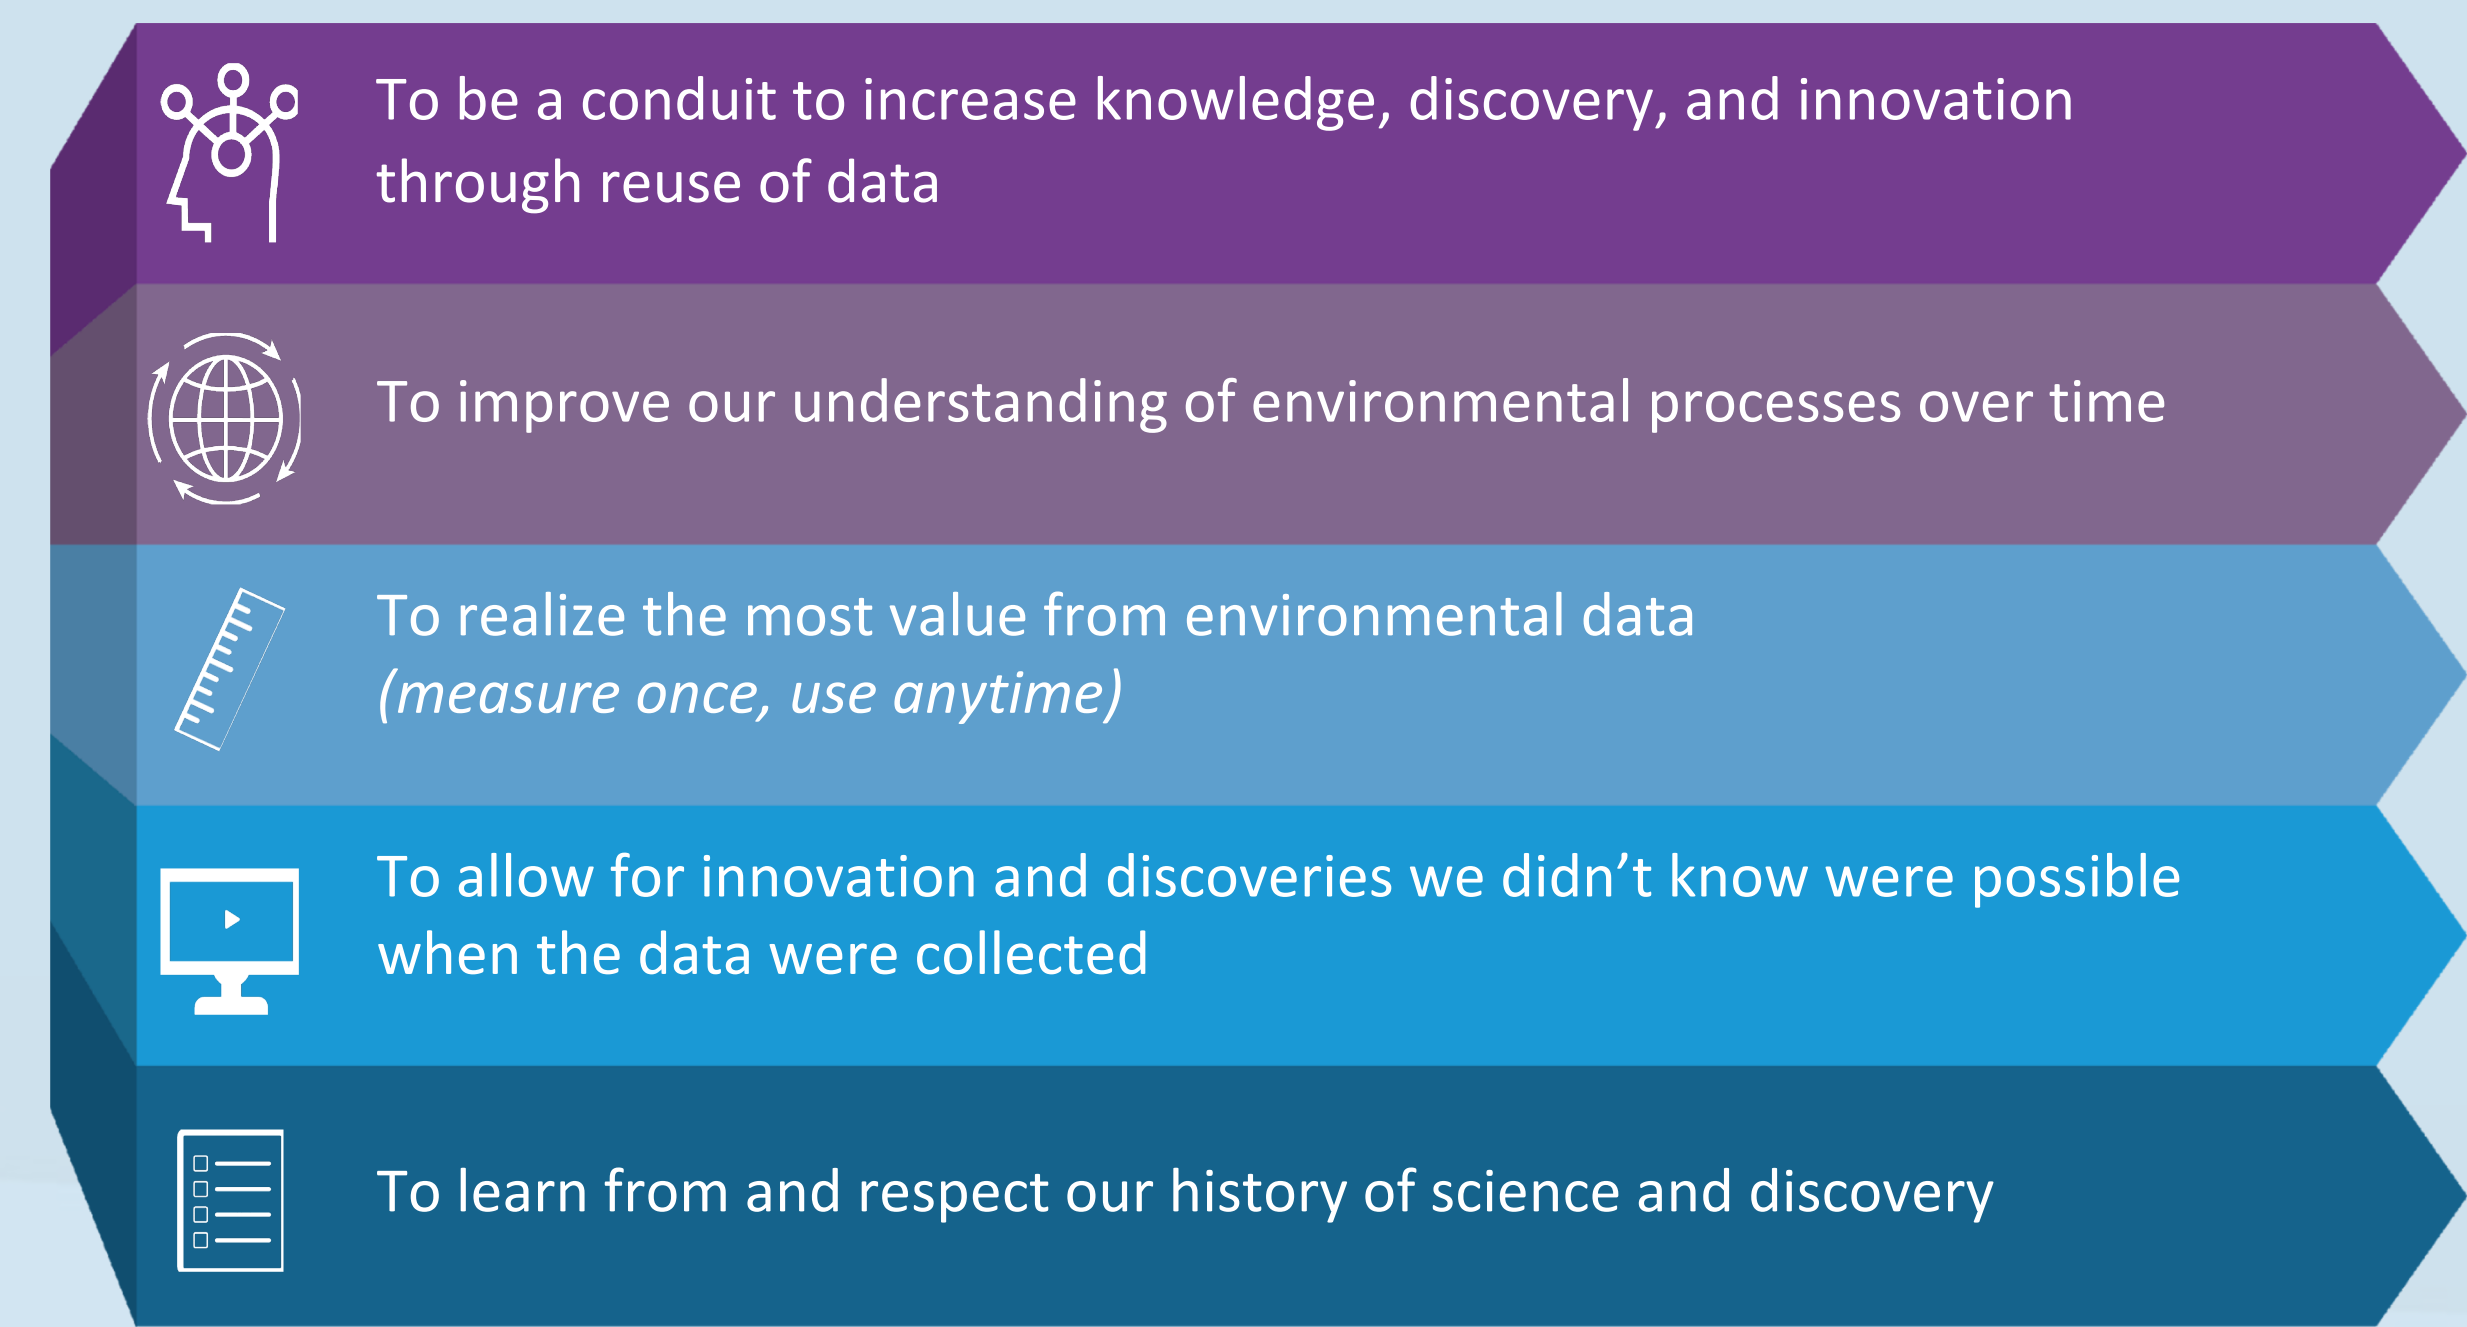 To be a conduit to increase knowledge, discovery, and innovation
through reuse of data
To improve our understanding of environmental processes over time
To realize the most value from environmental data
(measure once, use anytime)
To allow for innovation and discoveries we didn’t know were possible
when the data were collected
To learn from and respect our history of science and discovery